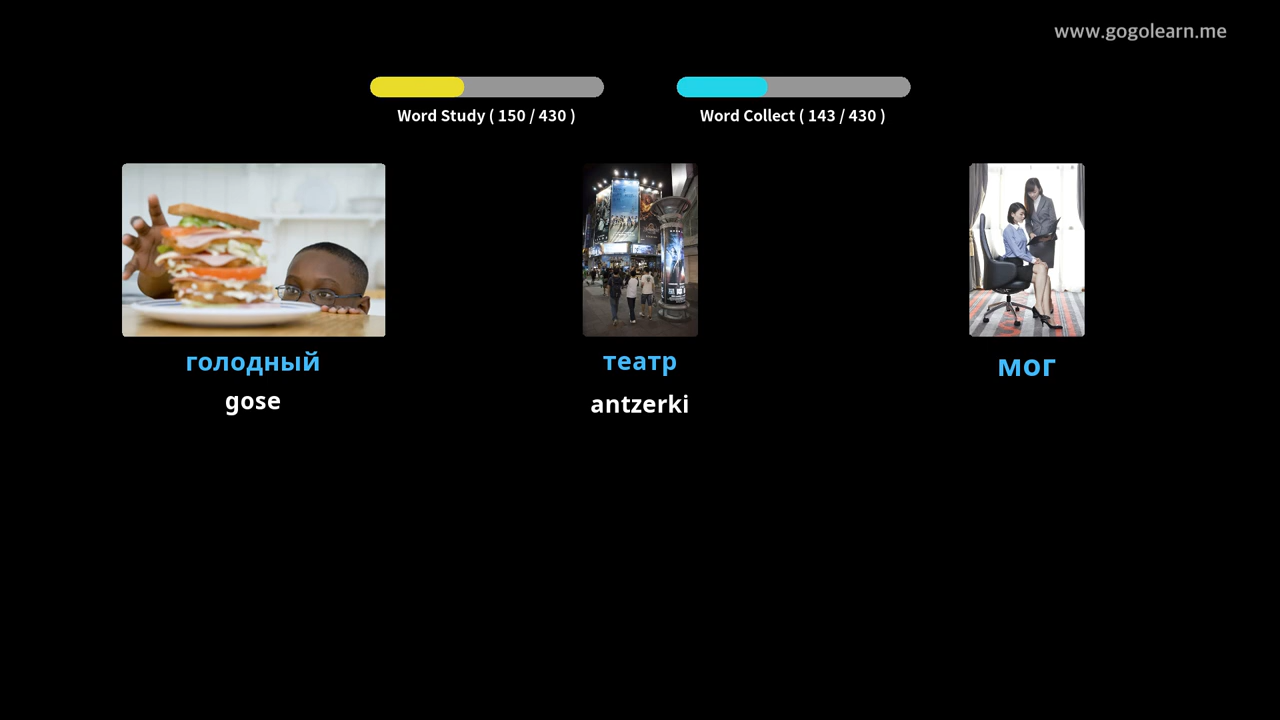 www.gogolearn.me
Word Study ( 150 / 430 )
Word Collect ( 143 / 430 )
голодный
gose
театр
antzerki
мог